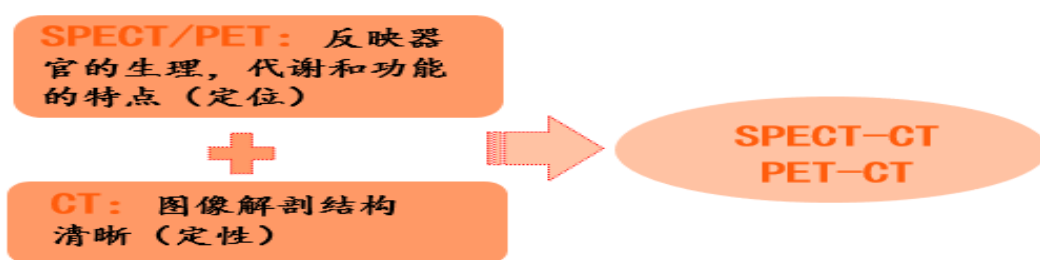 SPECT/PET：反映器
官的生理，代谢和功能
的特点（定位）
CT：图像解剖结构
清晰（定性）
SPECT-CT
PET-CT